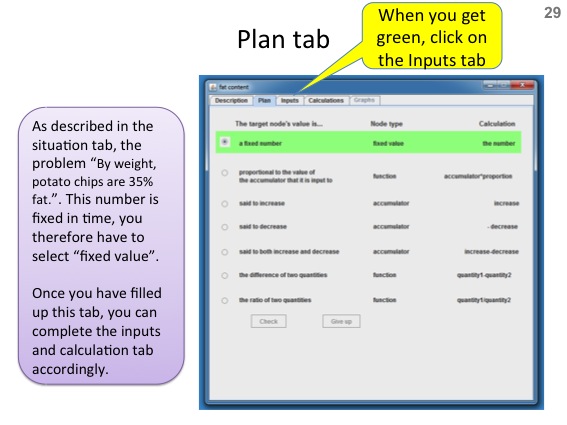 29
Plan tab
When you get
green, click on
the Inputs tab
As described in the
situation tab, the
problem “By weight,
potato chips are 35%
fat.”. This number is
fixed in time, you
therefore have to
select “fixed value”.
Once you have filled
up this tab, you can
complete the inputs
and calculation tab
accordingly.
fat content
Description Plan Inputs Calculations Graphs
The target node's value is... Node type Calculation
a fixed number fixed value the number
proportional to the value of
the accumulator that it is input to function accumulator*proportion
said to increase accumulator increase
said to decrease accumulator - decrease
said to both increase and decrease accumulator increase-decrease
the difference of two quantities function quantity1-quantity2
the ratio of two quantities function quantity1/quantity2
Check Give up